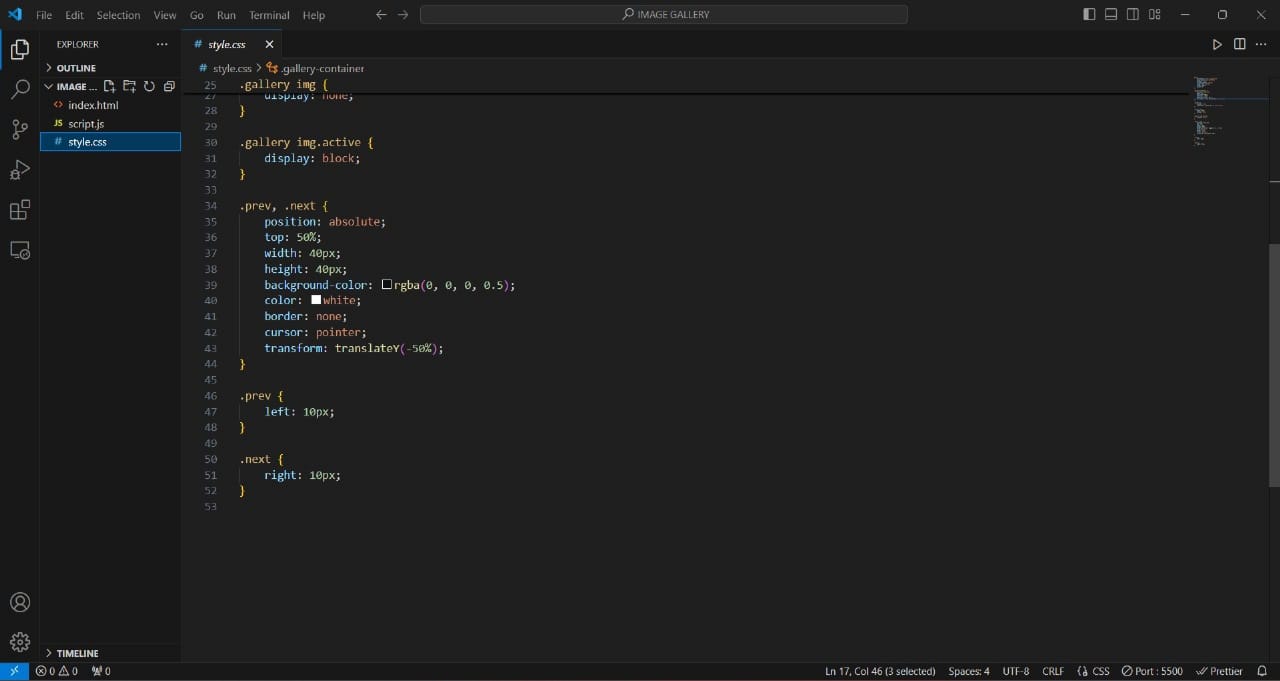 File Edit Selection View Go Run Terminal Help
IMAGE GALLERY
EXPLORER
OUTLINE
IMAGE ...
<> index.html
JS script.js
# style.css
TIMELINE
# style.css
# style.css > .gallery-container
25 .gallery img {
27 display: none;
28 }
29
30 .gallery img.active {
31 display: block;
32 }
33
34 .prev, .next {
35 position: absolute;
36 top: 50%;
37 width: 40px;
38 height: 40px;
39 background-color: rgba(0, 0, 0, 0.5);
40 color: white;
41 border: none;
42 cursor: pointer;
43 transform: translateY(-50%);
44 }
45
46 .prev {
47 left: 10px;
48 }
49
50 .next {
51 right: 10px;
52 }
53
0 0 0 Ln 17, Col 46 (3 selected) Spaces: 4 UTF-8 CRLF {} CSS Port : 5500 Prettier